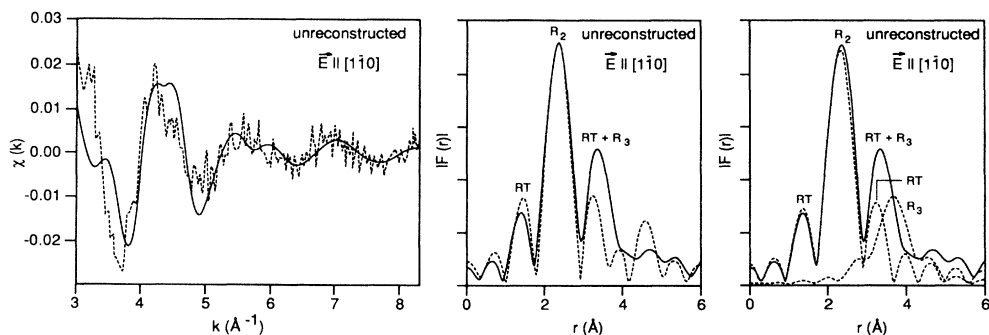 0.03
0.02
0.01
0.00
-0.01
-0.02
χ (k)
unreconstructed
E⃗ || [11̄0]
3 4 5 6 7 8
k (Å⁻¹)
|F (r)|
R₂
unreconstructed
E⃗ || [11̄0]
RT + R₃
RT
0 2 4 6
r (Å)
|F (r)|
R₂
unreconstructed
E⃗ || [11̄0]
RT + R₃
RT
RT
R₃
0 2 4 6
r (Å)